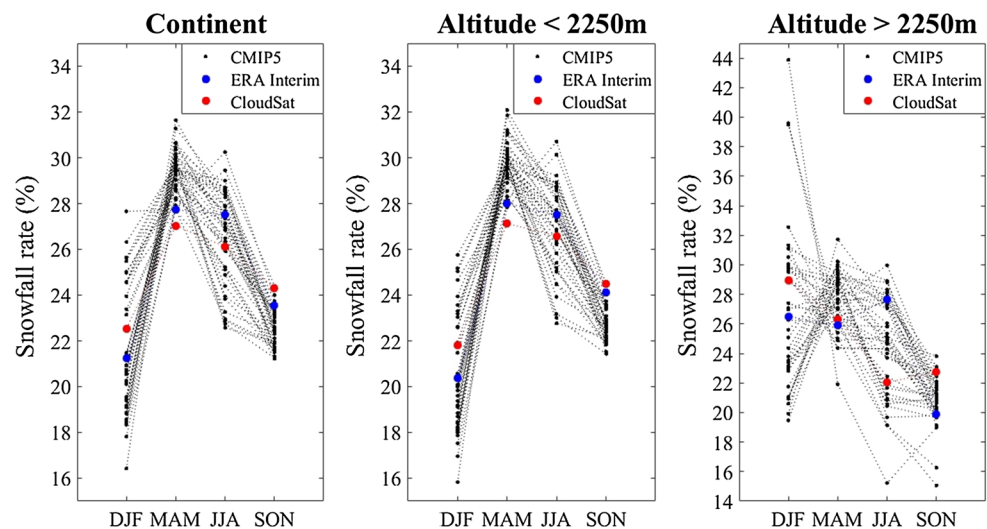 Continent
Snowfall rate (%)
34
32
30
28
26
24
22
20
18
16
CMIP5
ERA Interim
CloudSat
DJF MAM JJA SON
Altitude < 2250m
Snowfall rate (%)
34
32
30
28
26
24
22
20
18
16
CMIP5
ERA Interim
CloudSat
DJF MAM JJA SON
Altitude > 2250m
Snowfall rate (%)
44
42
40
38
36
34
32
30
28
26
24
22
20
18
16
14
CMIP5
ERA Interim
CloudSat
DJF MAM JJA SON